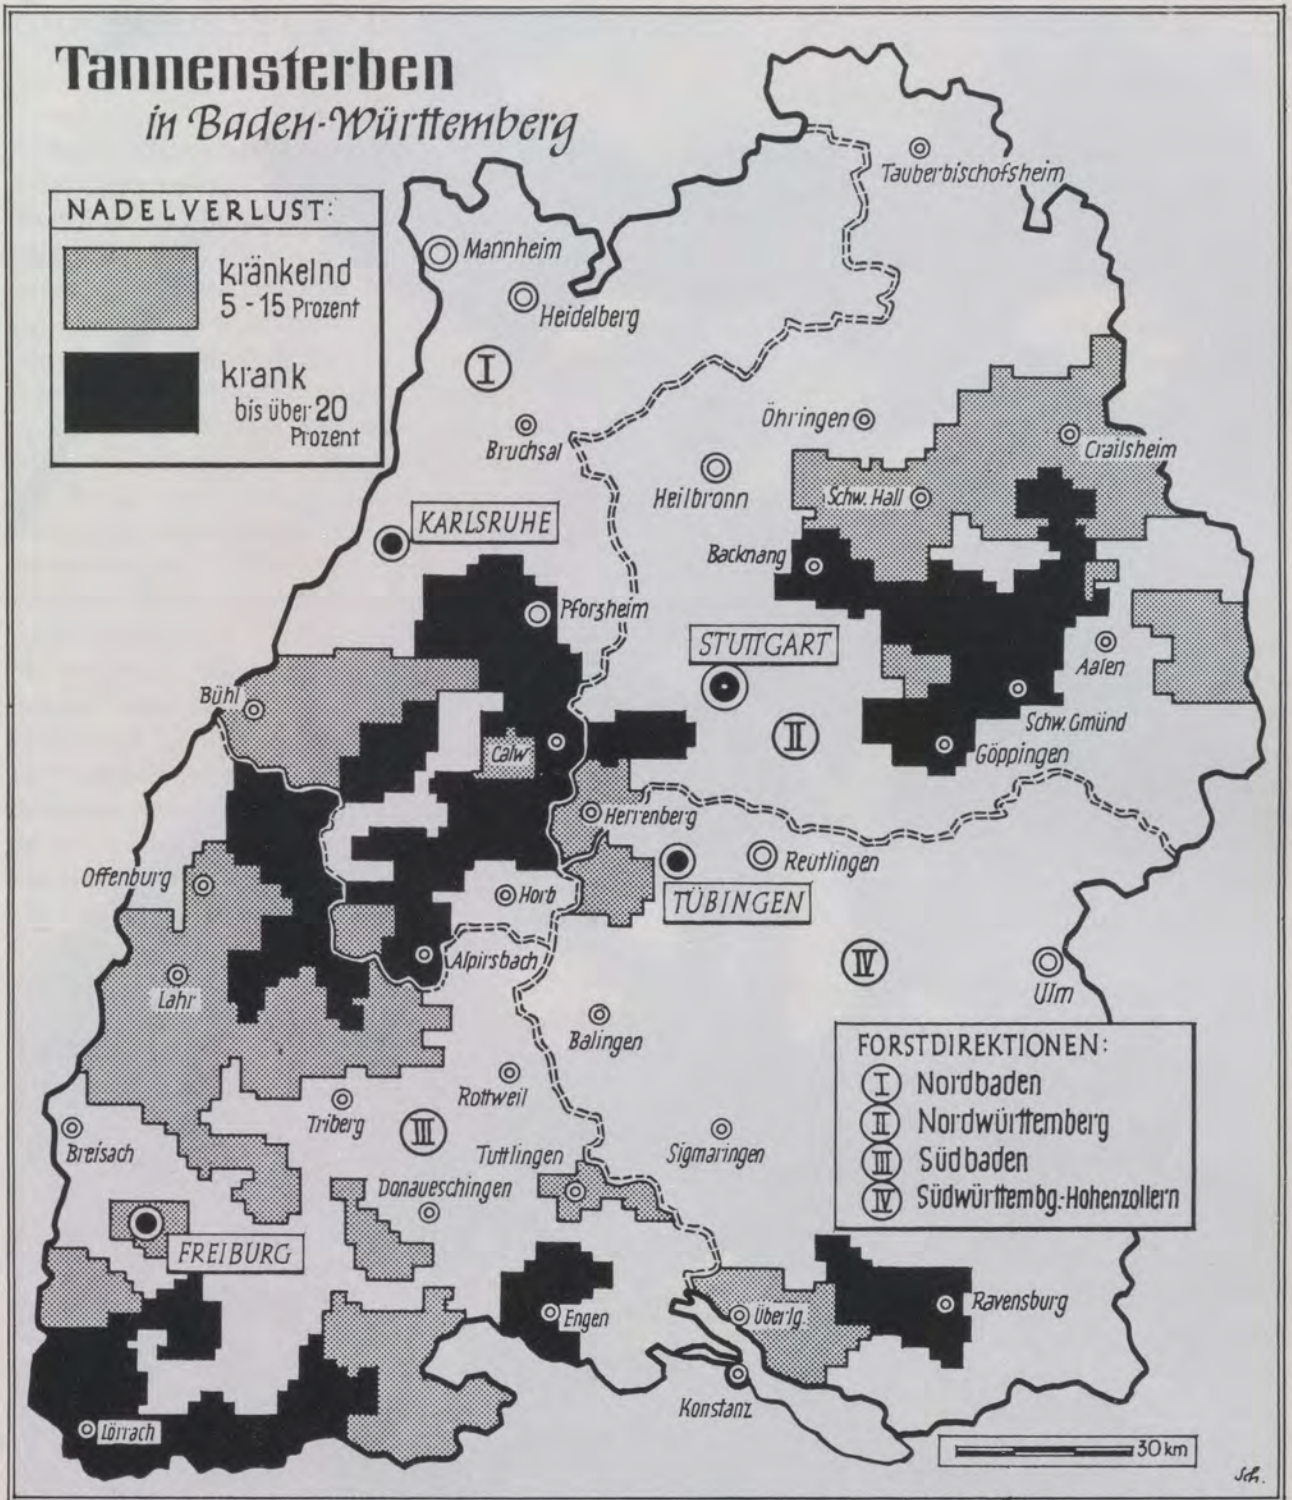 Tannensterben
in Baden-Württemberg
NADELVERLUST:
kränkelnd
5 - 15 Prozent
krank
bis über 20
Prozent
Tauberbischofsheim
Mannheim
Heidelberg
I
Bruchsal
Öhringen
Crailsheim
Heilbronn
Schw. Hall
KARLSRUHE
Backnang
Pforzheim
STUTTGART
Aalen
Bühl
Schw. Gmünd
II
Calw
Göppingen
Herrenberg
Reutlingen
Offenburg
Horb
TÜBINGEN
Alpirsbach
IV
Lahr
Ulm
Balingen
FORSTDIREKTIONEN:
I Nordbaden
II Nordwürttemberg
III Südbaden
IV Südwürttembg.-Hohenzollern
Rottweil
Triberg
III
Breisach
Tuttlingen
Sigmaringen
Donaueschingen
FREIBURG
Engen
Überlg.
Ravensburg
Konstanz
Lörrach
30 km
Sch.